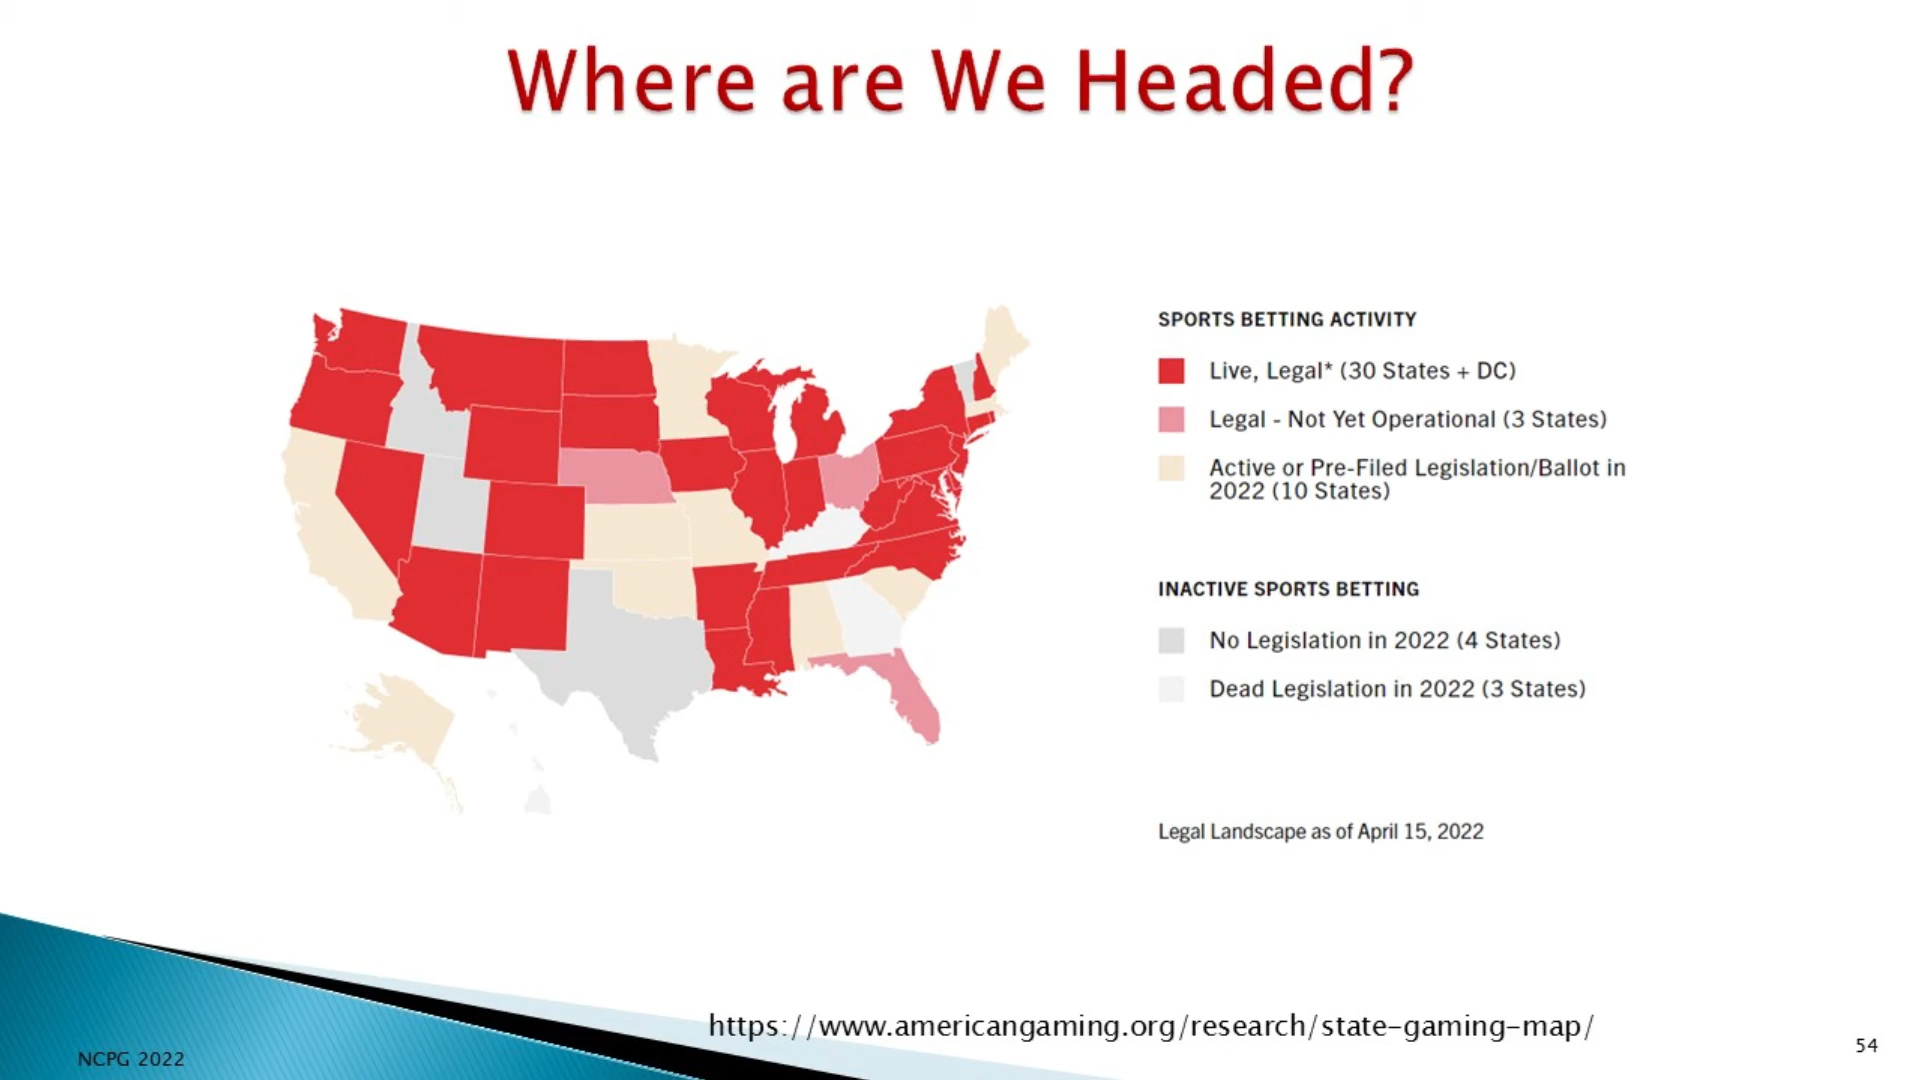 Where are We Headed?
SPORTS BETTING ACTIVITY
Live, Legal* (30 States + DC)
Legal - Not Yet Operational (3 States)
Active or Pre-Filed Legislation/Ballot in
2022 (10 States)
INACTIVE SPORTS BETTING
No Legislation in 2022 (4 States)
Dead Legislation in 2022 (3 States)
Legal Landscape as of April 15, 2022
https://www.americangaming.org/research/state-gaming-map/
NCPG 2022
54